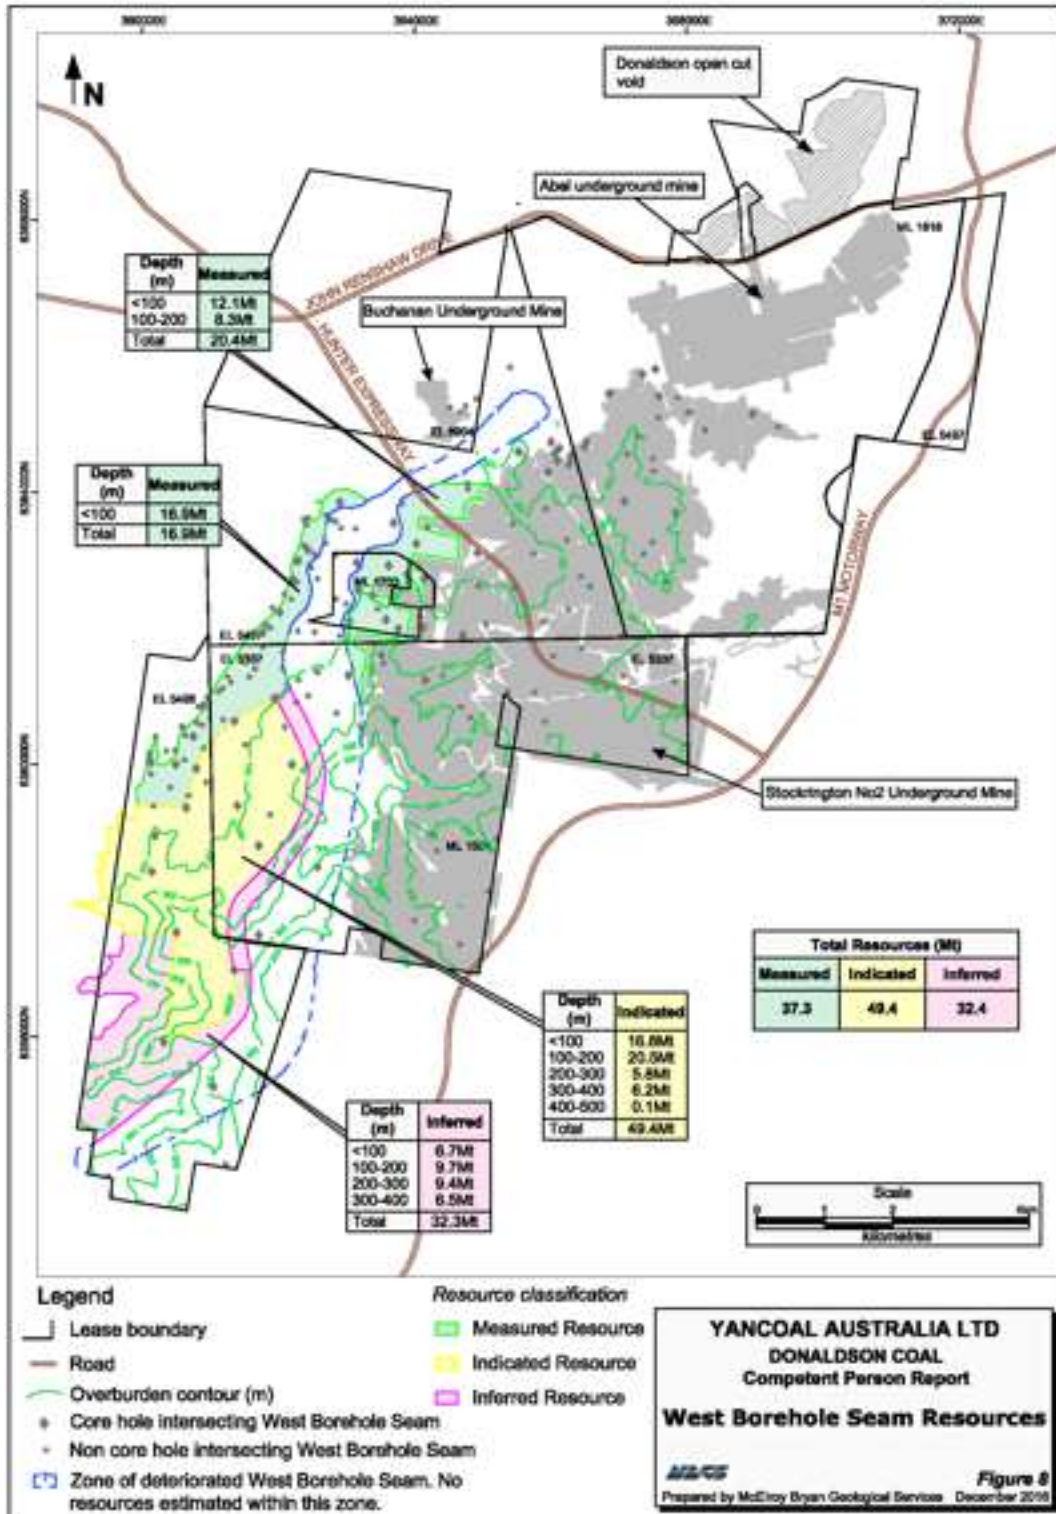 364000E
372000E
N
Donaldson open cut
void
Abel underground mine
JOHN RENSHAW DRIVE
Depth
(m)
Measured
<100 12.1Mt
100-200 8.3Mt
Total 20.4Mt
Buchanan Underground Mine
HUNTER EXPRESSWAY
EL 5497
Depth
(m)
Measured
<100 16.9Mt
Total 16.9Mt
M1 MOTORWAY
Stockrington No2 Underground Mine
Total Resources (Mt)
Measured Indicated Inferred
37.3 49.4 32.4
Depth
(m)
Indicated
<100 16.8Mt
100-200 20.5Mt
200-300 5.8Mt
300-400 6.2Mt
400-500 0.1Mt
Total 49.4Mt
Depth
(m)
Inferred
<100 6.7Mt
100-200 9.7Mt
200-300 9.4Mt
300-400 6.5Mt
Total 32.3Mt
Scale
0 1 2
kilometres
Legend
Lease boundary
Road
Overburden contour (m)
Core hole intersecting West Borehole Seam
Non core hole intersecting West Borehole Seam
Zone of deteriorated West Borehole Seam. No
resources estimated within this zone.
Resource classification
Measured Resource
Indicated Resource
Inferred Resource
YANCOAL AUSTRALIA LTD
DONALDSON COAL
Competent Person Report
West Borehole Seam Resources
MBGS
Figure 8
Prepared by McElroy Bryan Geological Services December 2016